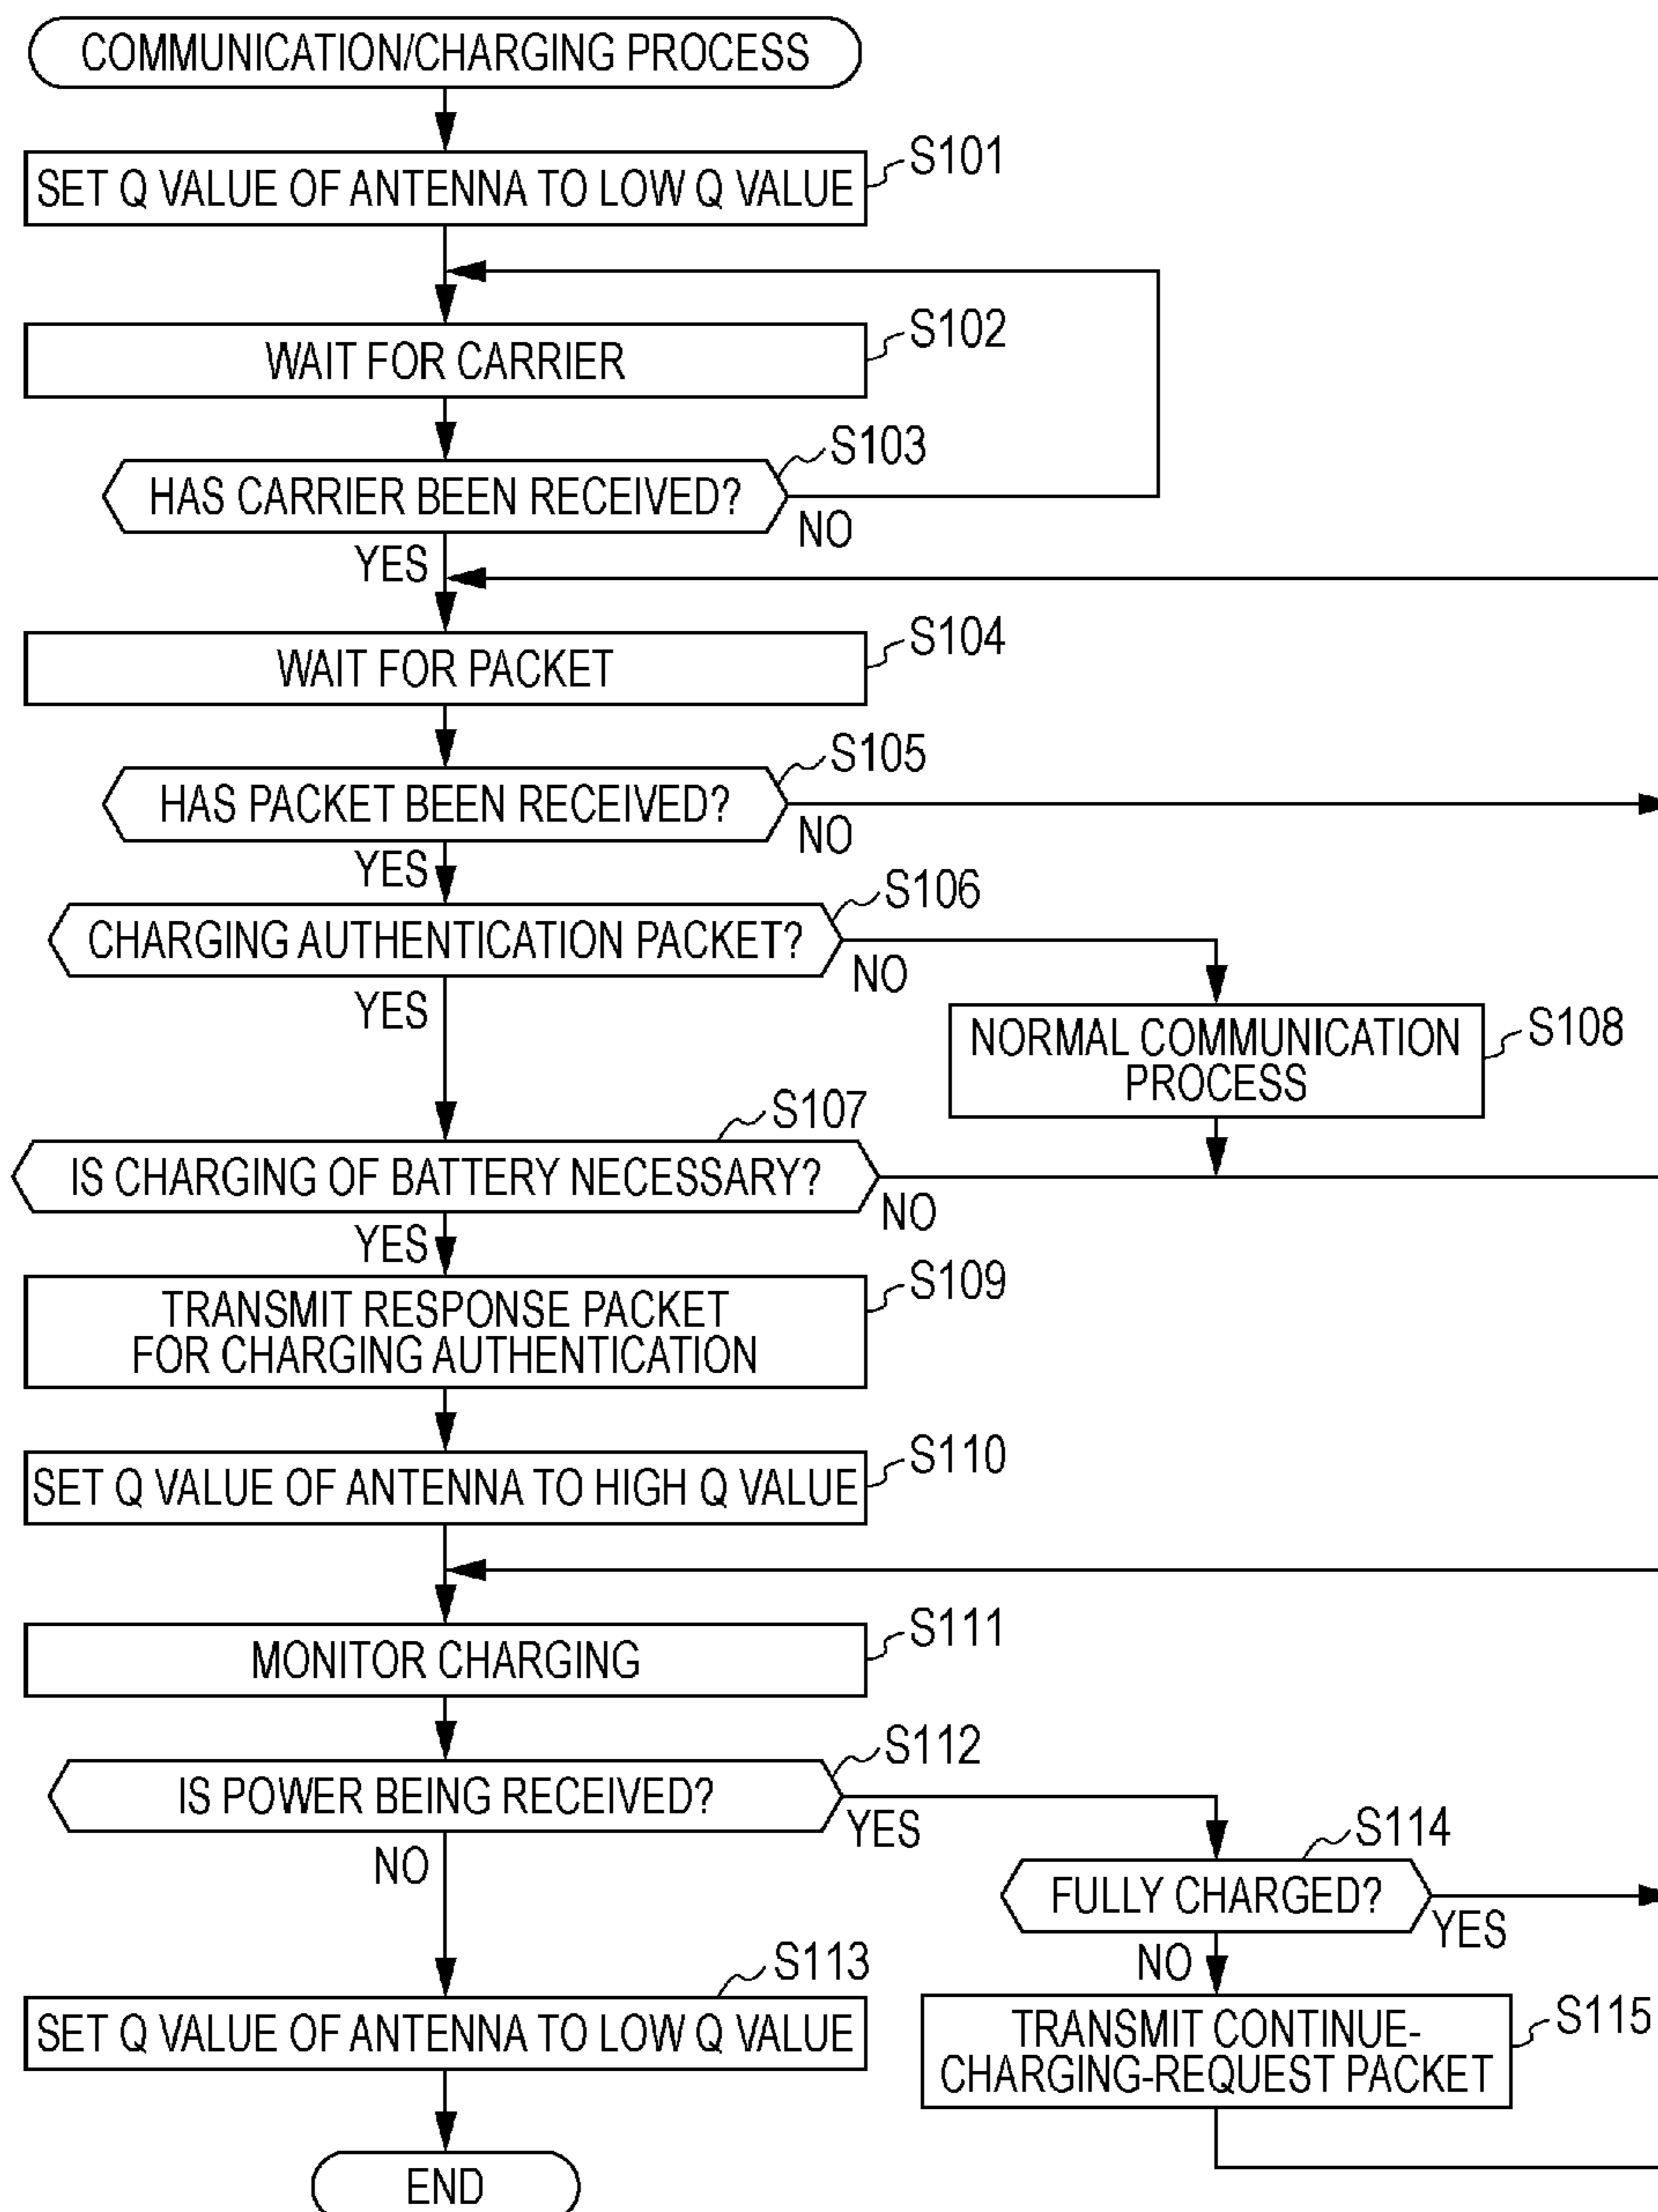 COMMUNICATION/CHARGING PROCESS
S101
SET Q VALUE OF ANTENNA TO LOW Q VALUE
S102
WAIT FOR CARRIER
S103
HAS CARRIER BEEN RECEIVED?
NO
YES
S104
WAIT FOR PACKET
S105
HAS PACKET BEEN RECEIVED?
NO
YES
S106
CHARGING AUTHENTICATION PACKET?
NO
YES
S108
NORMAL COMMUNICATION
PROCESS
S107
IS CHARGING OF BATTERY NECESSARY?
NO
YES
S109
TRANSMIT RESPONSE PACKET
FOR CHARGING AUTHENTICATION
S110
SET Q VALUE OF ANTENNA TO HIGH Q VALUE
S111
MONITOR CHARGING
S112
IS POWER BEING RECEIVED?
YES
NO
S114
FULLY CHARGED?
YES
NO
S113
SET Q VALUE OF ANTENNA TO LOW Q VALUE
S115
TRANSMIT CONTINUE-
CHARGING-REQUEST PACKET
END